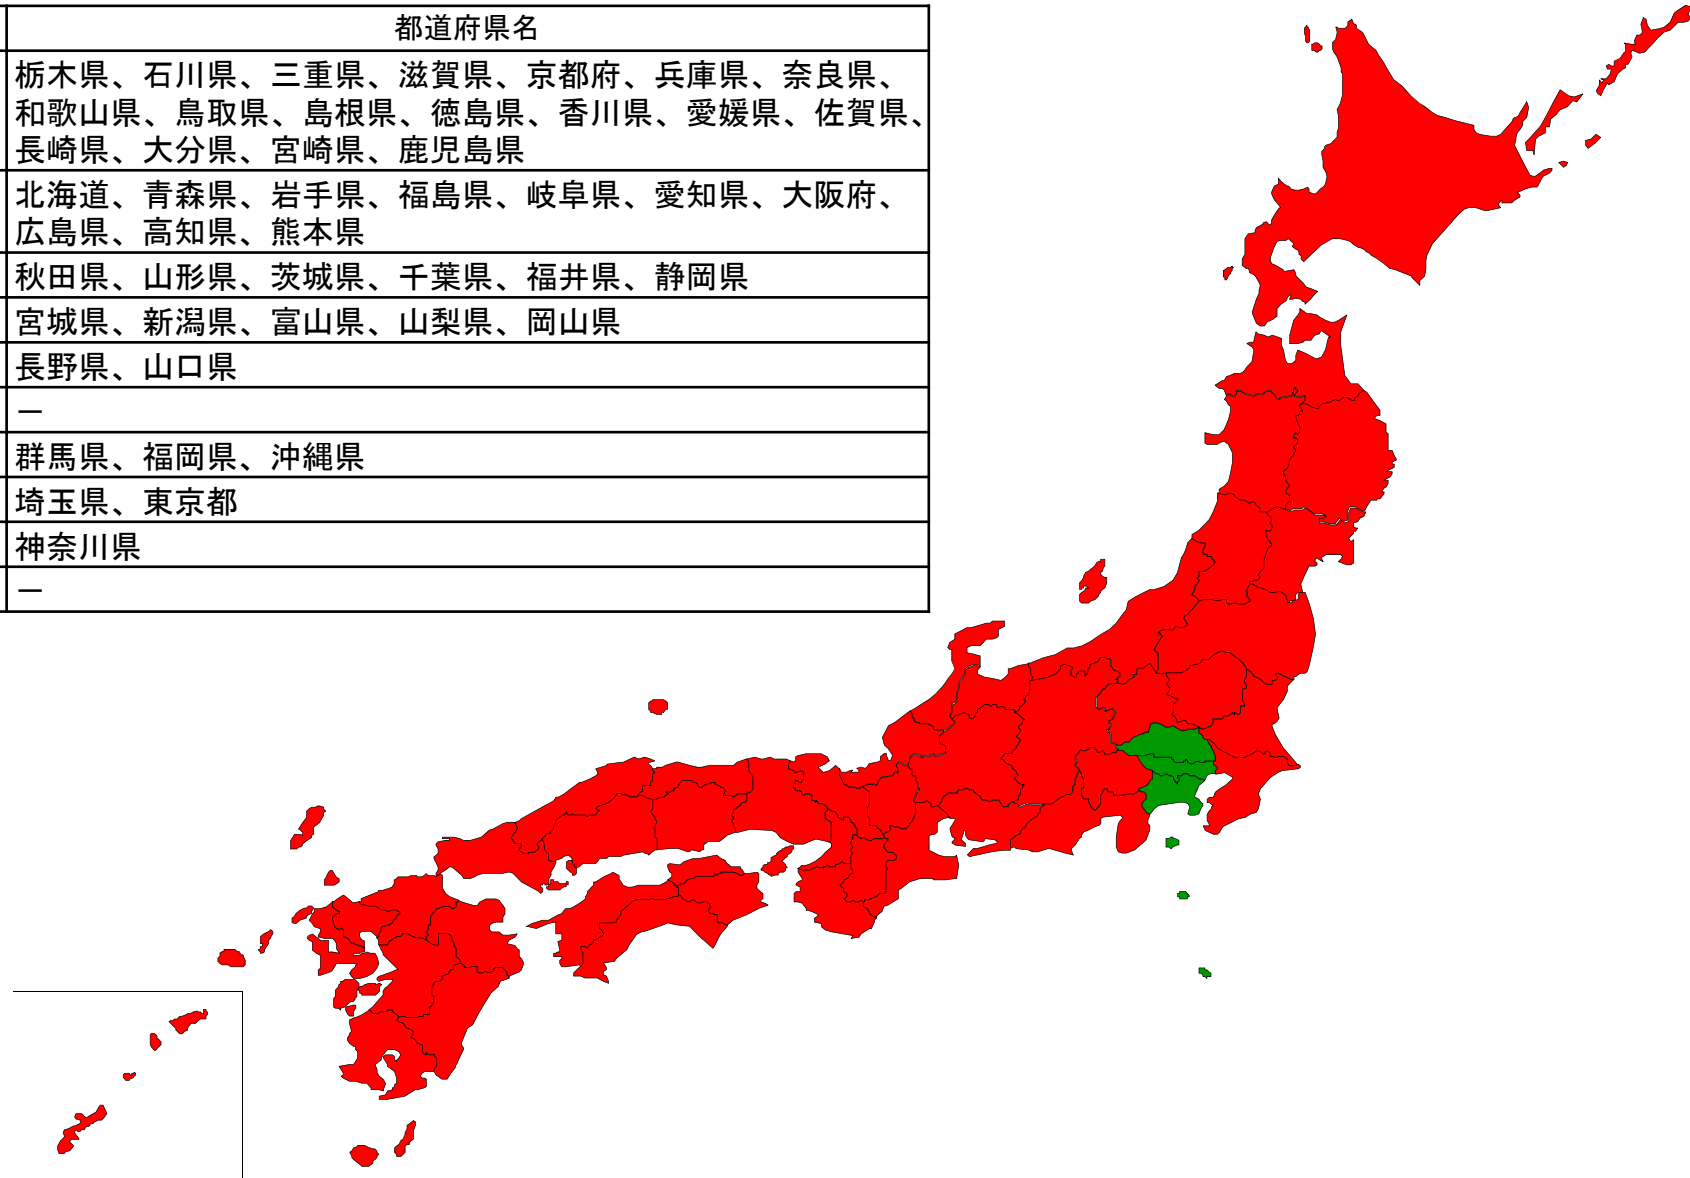 都道府県名
栃木県、石川県、三重県、滋賀県、京都府、兵庫県、奈良県、
和歌山県、鳥取県、島根県、徳島県、香川県、愛媛県、佐賀県、
長崎県、大分県、宮崎県、鹿児島県
北海道、青森県、岩手県、福島県、岐阜県、愛知県、大阪府、
広島県、高知県、熊本県
秋田県、山形県、茨城県、千葉県、福井県、静岡県
宮城県、新潟県、富山県、山梨県、岡山県
長野県、山口県
―
群馬県、福岡県、沖縄県
埼玉県、東京都
神奈川県
―